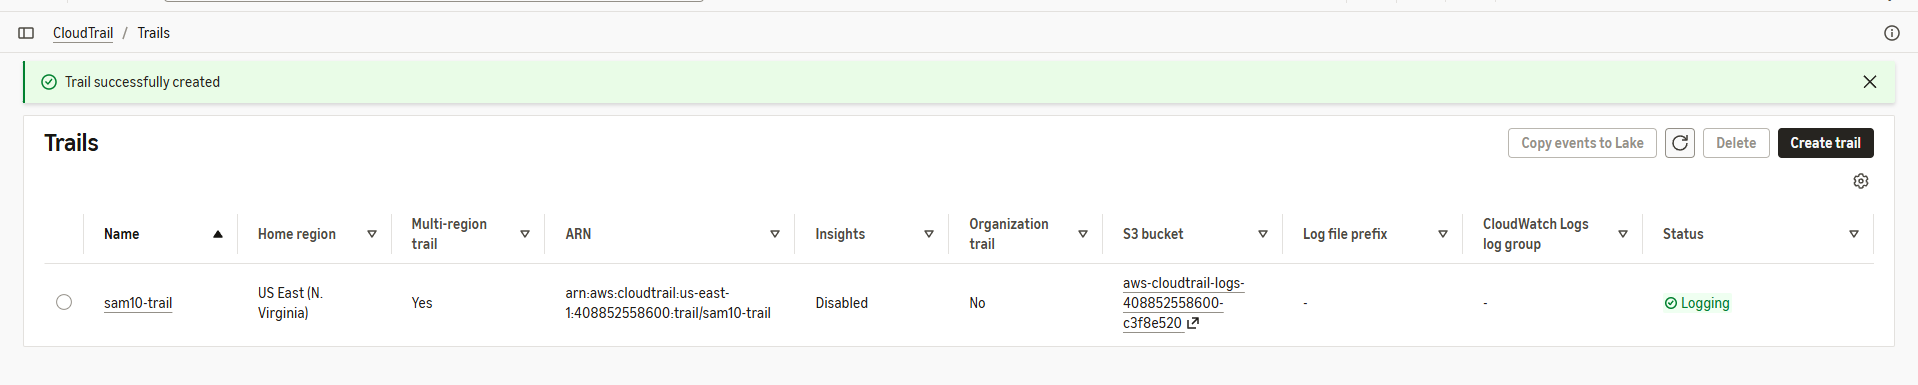 CloudTrail / Trails
Trail successfully created
Trails
Copy events to Lake
Delete
Create trail
Name
Home region
Multi-region
trail
ARN
Insights
Organization
trail
S3 bucket
Log file prefix
CloudWatch Logs
log group
Status
sam10-trail
US East (N.
Virginia)
Yes
arn:aws:cloudtrail:us-east-
1:408852558600:trail/sam10-trail
Disabled
No
aws-cloudtrail-logs-
408852558600-
c3f8e520
-
-
Logging